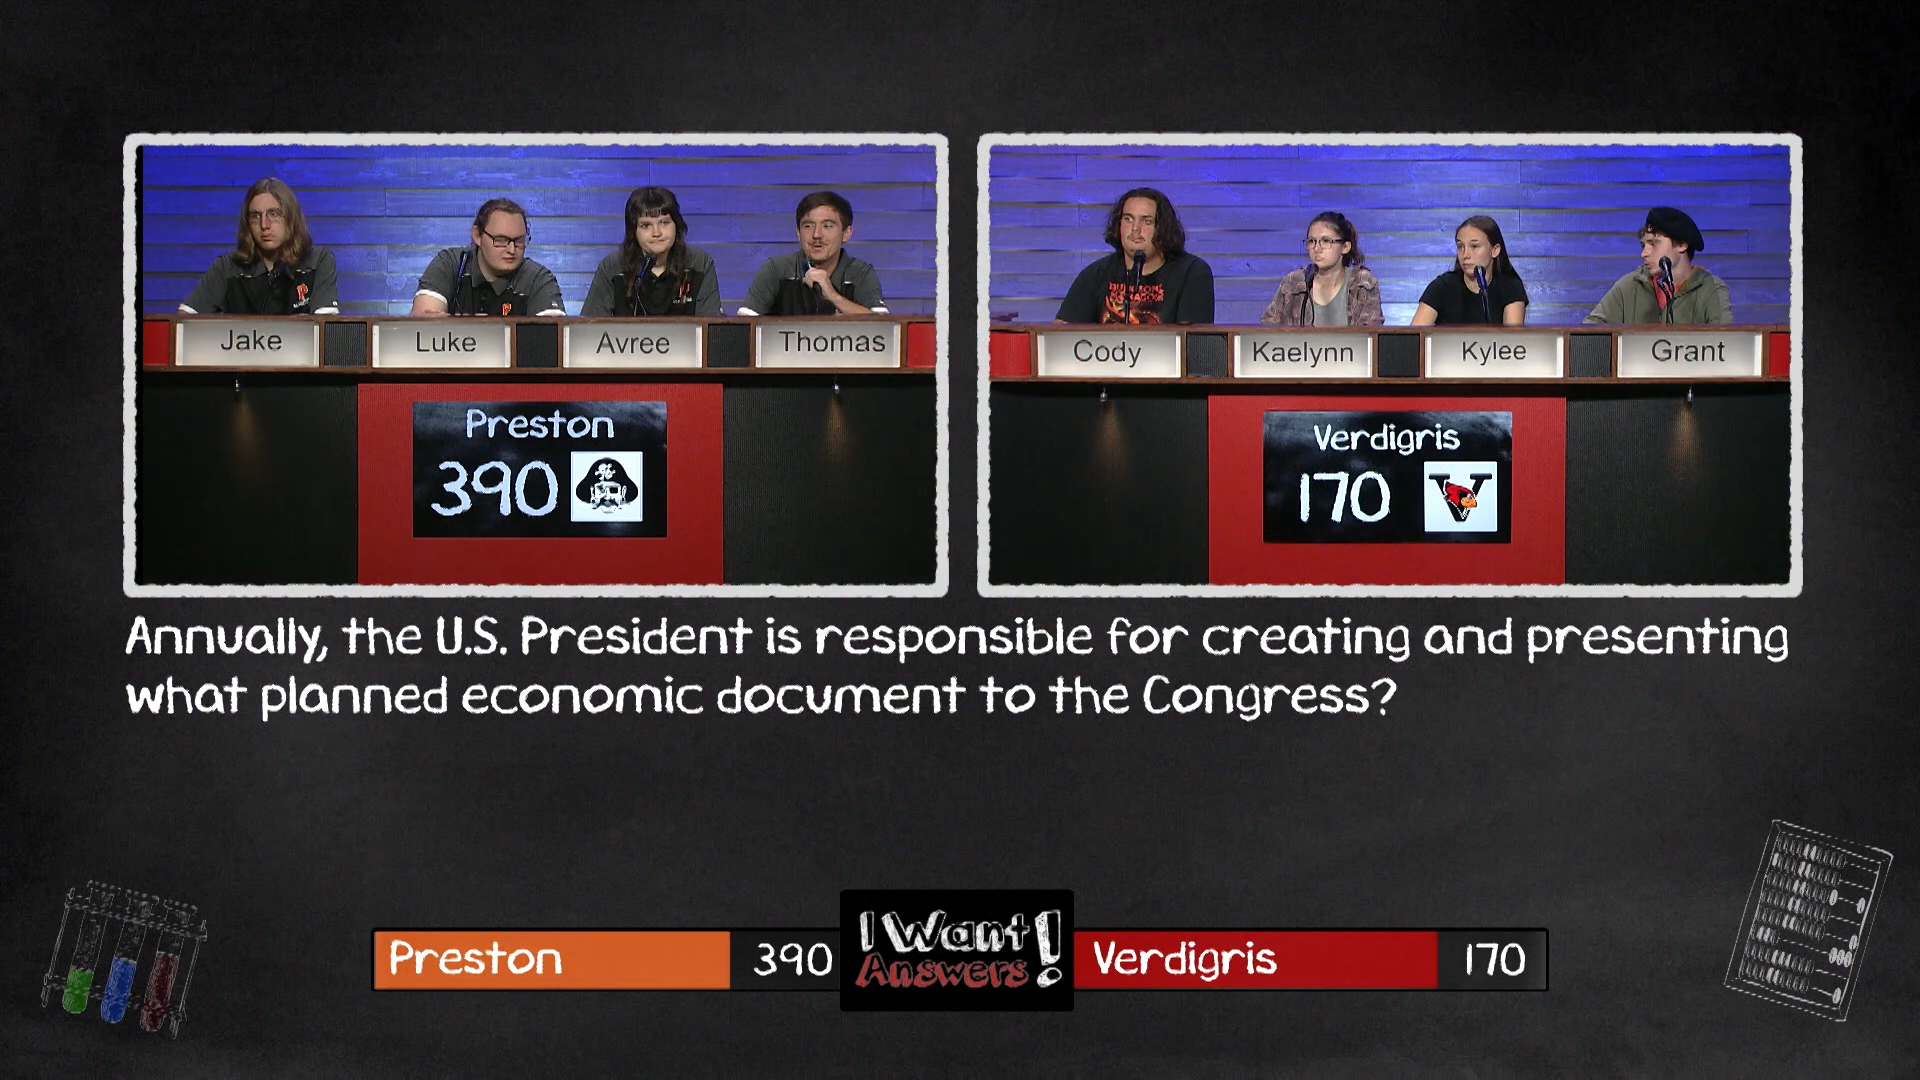 Jake
Luke
Avree
Thomas
Preston
390
Cody
Kaelynn
Kylee
Grant
Verdigris
170
V
Annually, the U.S. President is responsible for creating and presenting
what planned economic document to the Congress?
Preston 390
I Want
Answers!
Verdigris 170